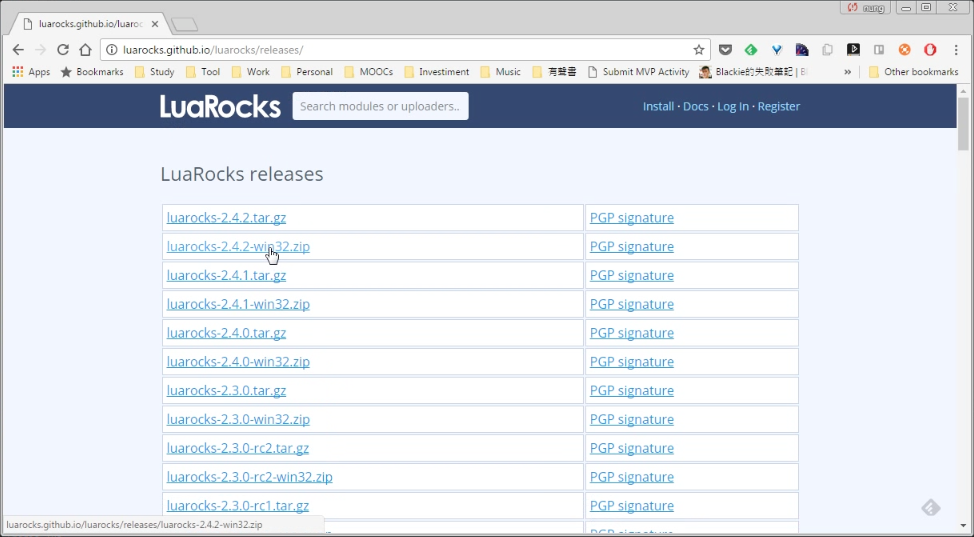 nung
luarocks.github.io/luaroc
luarocks.github.io/luarocks/releases/
Apps Bookmarks Study Tool Work Personal MOOCs Investiment Music 有聲書 Submit MVP Activity Blackie的失敗筆記 | Bl » Other bookmarks
LuaRocks Search modules or uploaders.. Install · Docs · Log In · Register
LuaRocks releases
luarocks-2.4.2.tar.gz PGP signature
luarocks-2.4.2-win32.zip PGP signature
luarocks-2.4.1.tar.gz PGP signature
luarocks-2.4.1-win32.zip PGP signature
luarocks-2.4.0.tar.gz PGP signature
luarocks-2.4.0-win32.zip PGP signature
luarocks-2.3.0.tar.gz PGP signature
luarocks-2.3.0-win32.zip PGP signature
luarocks-2.3.0-rc2.tar.gz PGP signature
luarocks-2.3.0-rc2-win32.zip PGP signature
luarocks-2.3.0-rc1.tar.gz PGP signature
luarocks.github.io/luarocks/releases/luarocks-2.4.2-win32.zip PGP signature